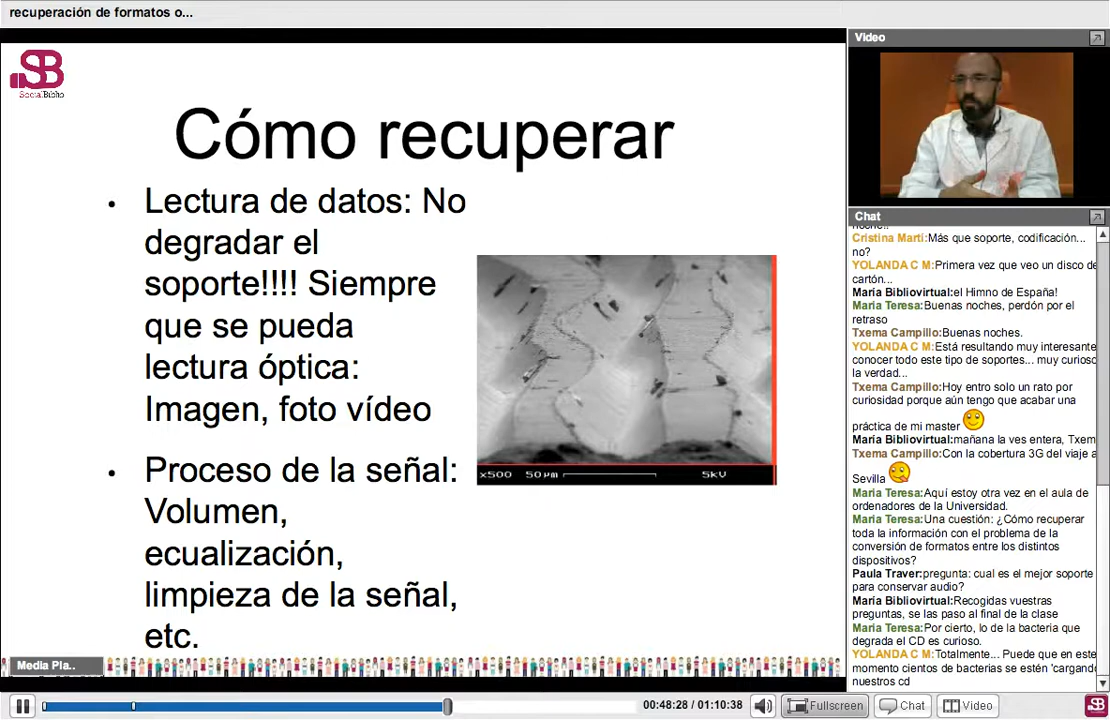 recuperación de formatos o...
SB
SocialBiblio
Cómo recuperar
• Lectura de datos: No
degradar el
soporte!!!! Siempre
que se pueda
lectura óptica:
Imagen, foto vídeo
• Proceso de la señal:
Volumen,
ecualización,
limpieza de la señal,
etc.
x500 50μm 5kV
Media Pla..
Video
Chat
noche..
Cristina Martí:Más que soporte, codificación...
no?
YOLANDA C M:Primera vez que veo un disco de
cartón...
María Bibliovirtual:el Himno de España!
Maria Teresa:Buenas noches, perdón por el
retraso
Txema Campillo:Buenas noches.
YOLANDA C M:Está resultando muy interesante
conocer todo este tipo de soportes... muy curioso
la verdad...
Txema Campillo:Hoy entro solo un rato por
curiosidad porque aún tengo que acabar una
práctica de mi master
María Bibliovirtual:mañana la ves entera, Txem
Txema Campillo:Con la cobertura 3G del viaje a
Sevilla
Maria Teresa:Aquí estoy otra vez en el aula de
ordenadores de la Universidad.
Maria Teresa:Una cuestión: ¿Cómo recuperar
toda la información con el problema de la
conversión de formatos entre los distintos
dispositivos?
Paula Traver:pregunta: cual es el mejor soporte
para conservar audio?
María Bibliovirtual:Recogidas vuestras
preguntas, se las paso al final de la clase
Maria Teresa:Por cierto, lo de la bacteria que
degrada el CD es curioso.
YOLANDA C M:Totalmente... Puede que en este
momento cientos de bacterias se estén 'cargando
nuestros cd
00:48:28 / 01:10:38
Fullscreen
Chat
Video
SB